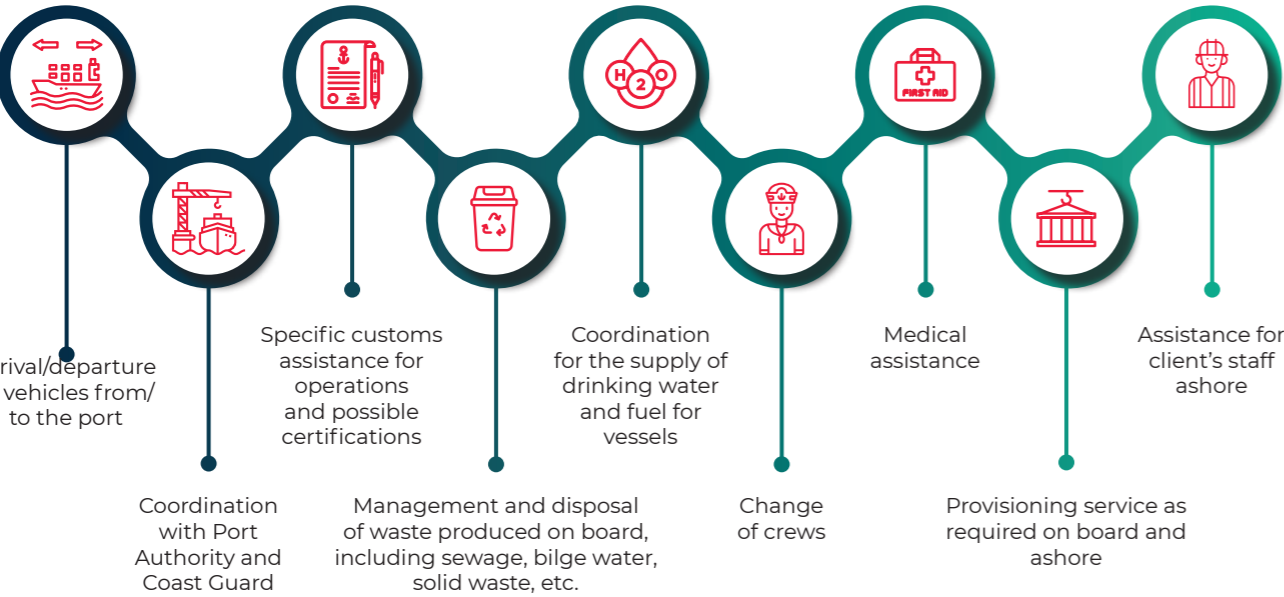 rival/departure
vehicles from/
to the port
Coordination
with Port
Authority and
Coast Guard
Specific customs
assistance for
operations
and possible
certifications
Management and disposal
of waste produced on board,
including sewage, bilge water,
solid waste, etc.
H2O
Coordination
for the supply of
drinking water
and fuel for
vessels
Change
of crews
FIRST AID
Medical
assistance
Provisioning service as
required on board and
ashore
Assistance for
client’s staff
ashore